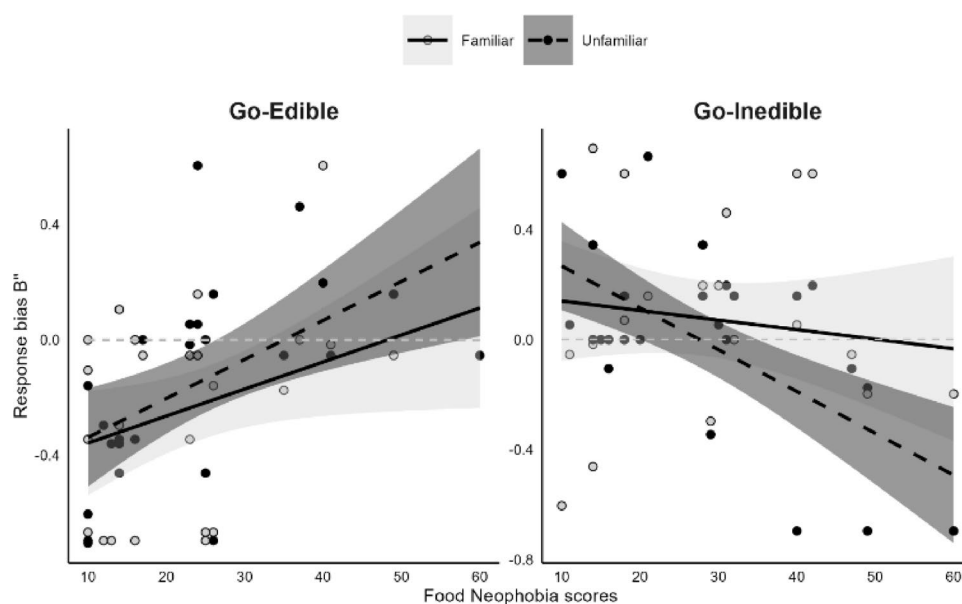 Familiar Unfamiliar
Go-Edible Go-Inedible
Response bias B"
0.4
0.0
-0.4
0.4
0.0
-0.4
-0.8
10 20 30 40 50 60 10 20 30 40 50 60
Food Neophobia scores